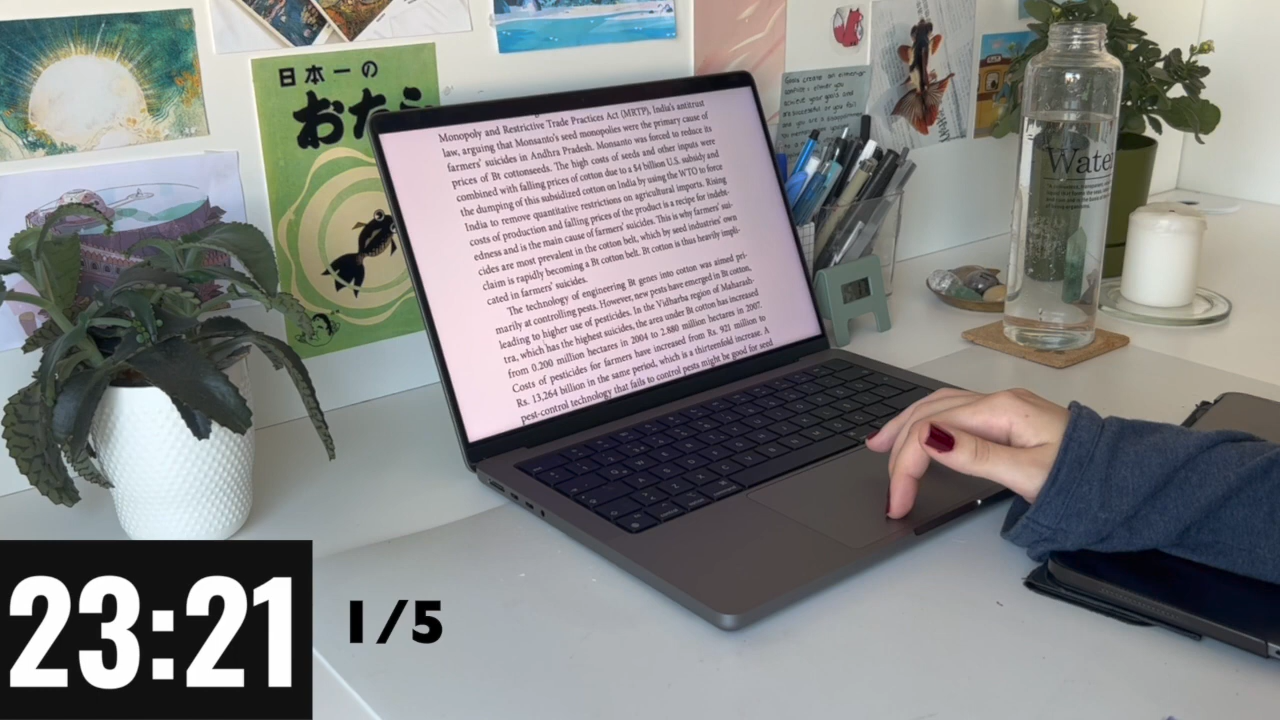 日本一の
おたら
Monopoly and Restrictive Trade Practices Act (MRTP), India's antitrust
law, arguing that Monsanto's seed monopolies were the primary cause of
farmers' suicides in Andhra Pradesh. Monsanto was forced to reduce its
prices of Bt cottonseeds. The high costs of seeds and other inputs were
combined with falling prices of cotton due to a $4 billion U.S. subsidy and
the dumping of this subsidized cotton on India by using the WTO to force
India to remove quantitative restrictions on agricultural imports. Rising
costs of production and falling prices of the product is a recipe for indebt-
edness and is the main cause of farmers' suicides. This is why farmers' sui-
cides are most prevalent in the cotton belt, which by seed industries' own
claim is rapidly becoming a Bt cotton belt. Bt cotton is thus heavily impli-
cated in farmers' suicides.
The technology of engineering Bt genes into cotton was aimed pri-
marily at controlling pests. However, new pests have emerged in Bt cotton,
leading to higher use of pesticides. In the Vidharba region of Maharash-
tra, which has the highest suicides, the area under Bt cotton has increased
from 0.200 million hectares in 2004 to 2.880 million hectares in 2007.
Costs of pesticides for farmers have increased from Rs. 921 million to
Rs. 13,264 billion in the same period, which is a thirteenfold increase. A
pest-control technology that fails to control pests might be good for seed
Wate
23:21
1/5